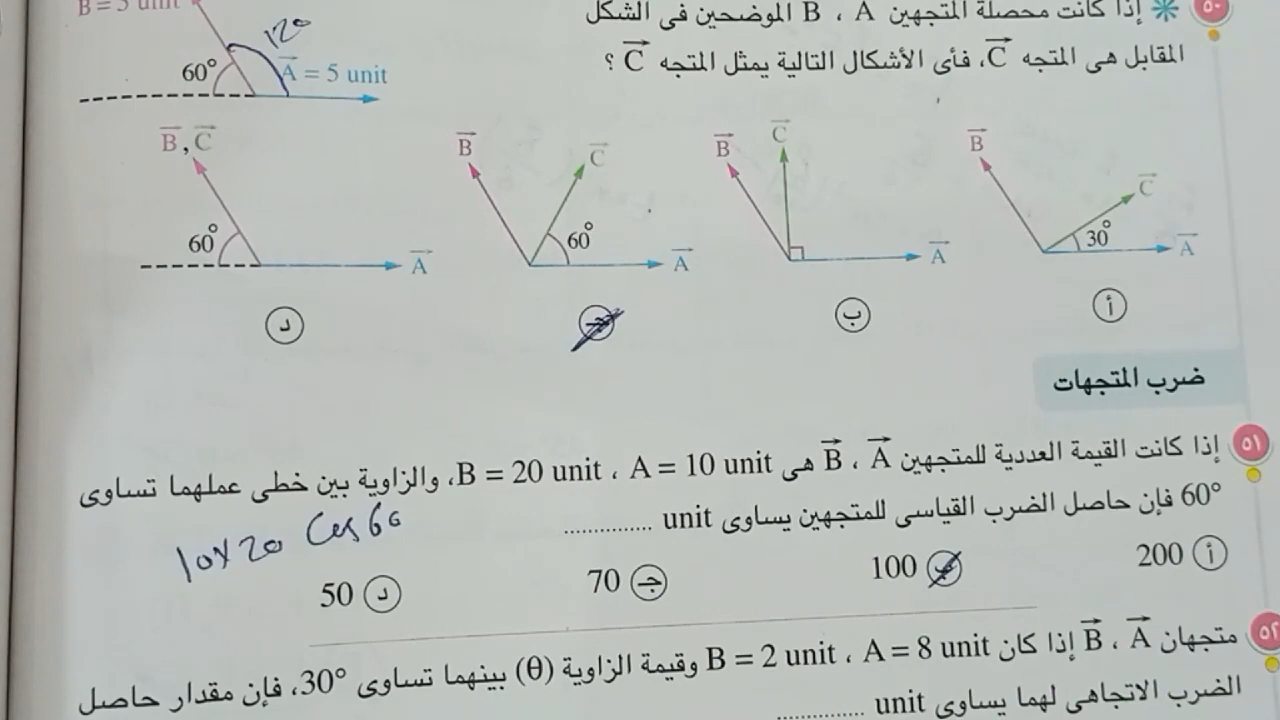 ٥٠ إذا كانت محصلة المتجهين A ، B الموضحين فى الشكل
المقابل هى المتجه C، فأى الأشكال التالية يمثل المتجه C ؟
B = 5 unit
120
60°
A = 5 unit
B
C
30°
A
أ
B
C
A
ب
B
C
60°
A
جـ
B , C
60°
A
د
ضرب المتجهات
٥١ إذا كانت القيمة العددية للمتجهين A ، B هى B = 20 unit ، A = 10 unit، والزاوية بين خطى عملهما تساوى
60° فإن حاصل الضرب القياسى للمتجهين يساوى unit ..............
10x20 Cos 60
أ 200
ب 100
جـ 70
د 50
٥٢ متجهان A ، B إذا كان B = 2 unit ، A = 8 unit وقيمة الزاوية (θ) بينهما تساوى 30°، فإن مقدار حاصل
الضرب الاتجاهى لهما يساوى unit ..............